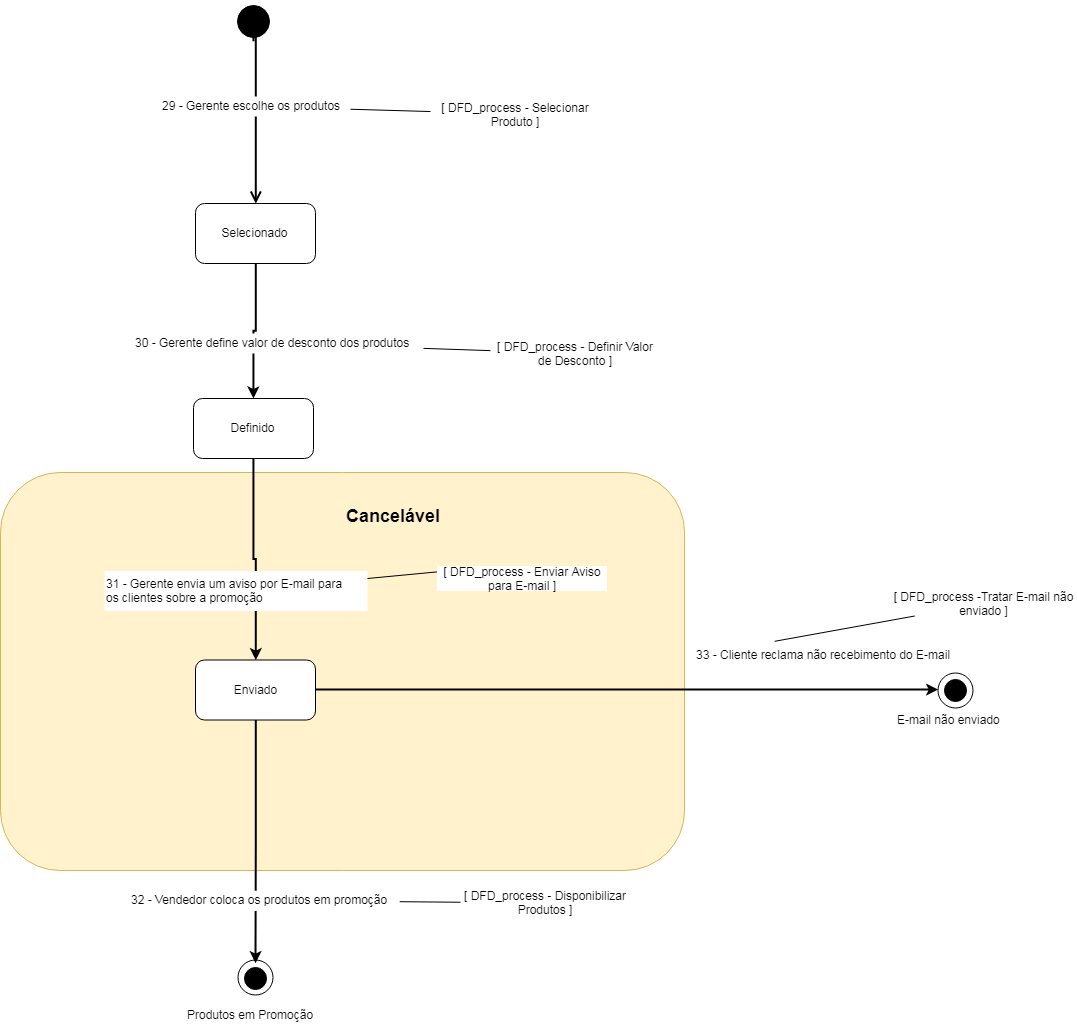 29 - Gerente escolhe os produtos
[ DFD_process - Selecionar
Produto ]
Selecionado
30 - Gerente define valor de desconto dos produtos
[ DFD_process - Definir Valor
de Desconto ]
Definido
Cancelável
31 - Gerente envia um aviso por E-mail para
os clientes sobre a promoção
[ DFD_process - Enviar Aviso
para E-mail ]
[ DFD_process -Tratar E-mail não
enviado ]
33 - Cliente reclama não recebimento do E-mail
Enviado
E-mail não enviado
32 - Vendedor coloca os produtos em promoção
[ DFD_process - Disponibilizar
Produtos ]
Produtos em Promoção